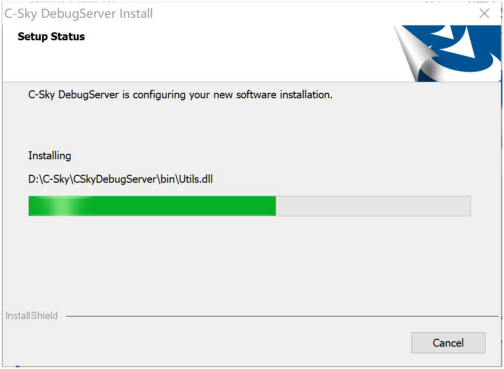 C-Sky DebugServer Install
Setup Status
C-Sky DebugServer is configuring your new software installation.
Installing
D:\C-Sky\CSkyDebugServer\bin\Utils.dll
InstallShield
Cancel